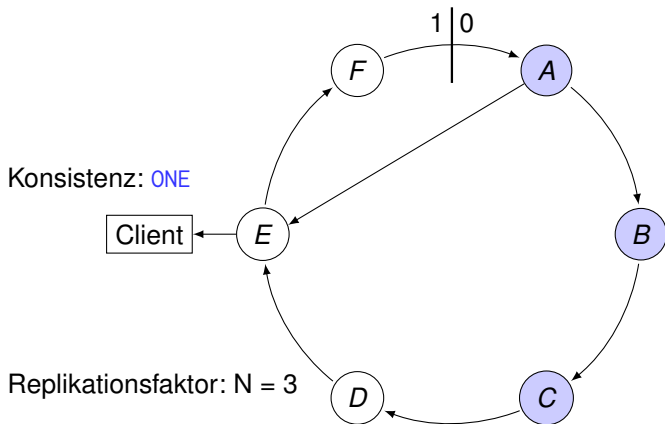 1 0
F
A
Konsistenz: ONE
Client
E
B
Replikationsfaktor: N = 3
D
C